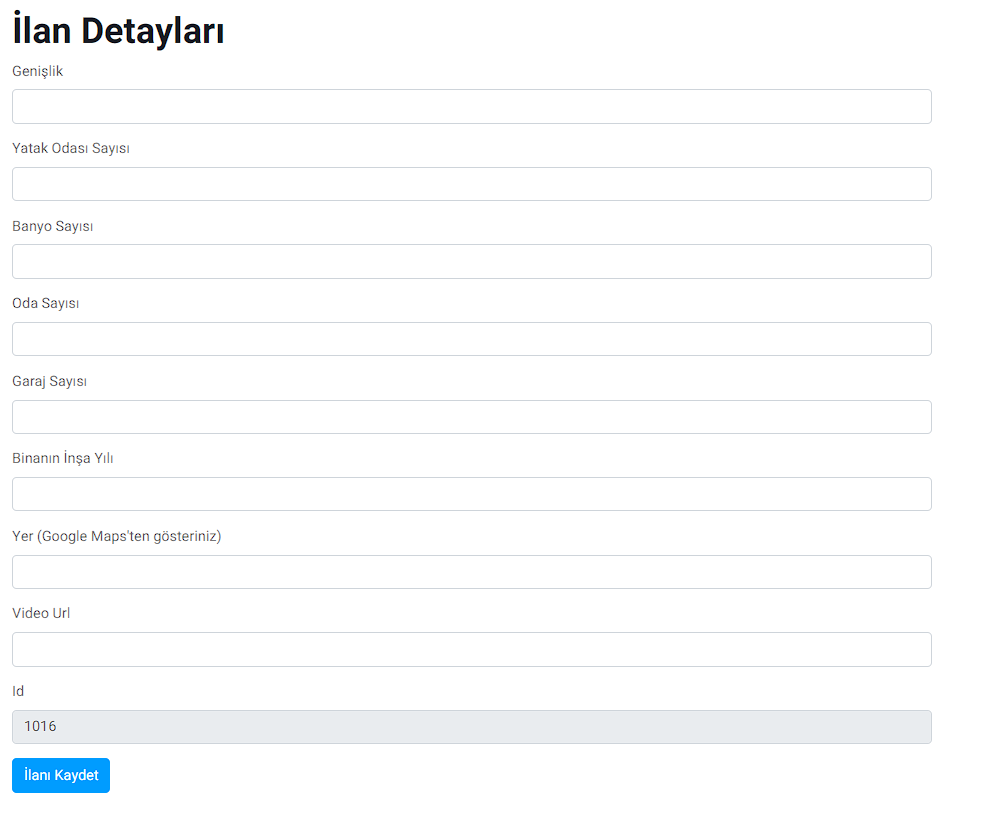 İlan Detayları
Genişlik
Yatak Odası Sayısı
Banyo Sayısı
Oda Sayısı
Garaj Sayısı
Binanın İnşa Yılı
Yer (Google Maps'ten gösteriniz)
Video Url
Id
1016
İlanı Kaydet